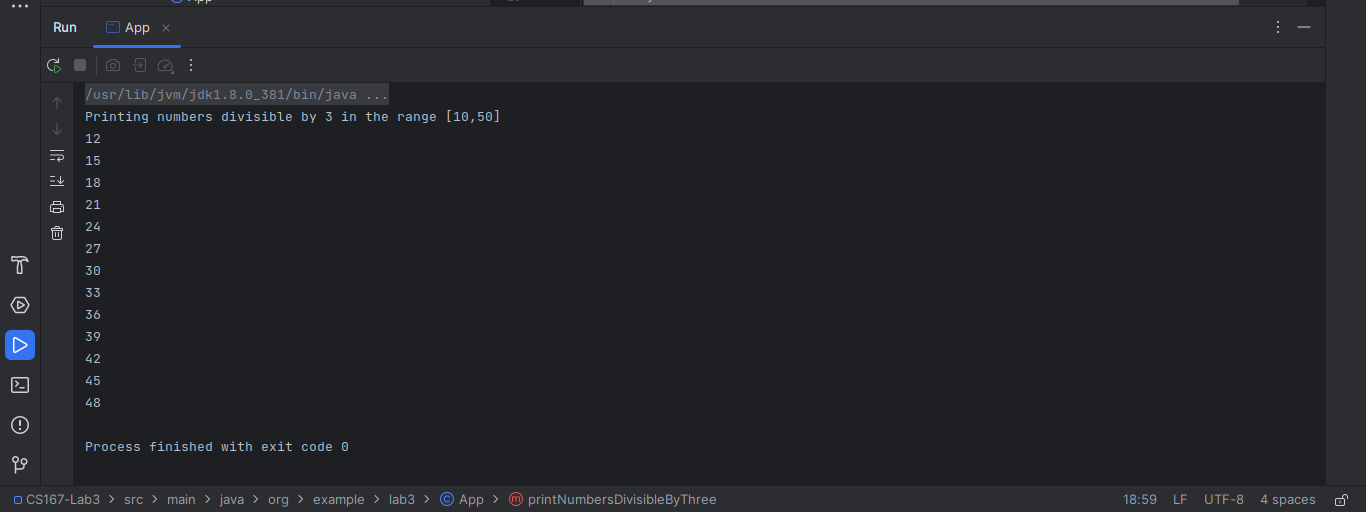 Run App
/usr/lib/jvm/jdk1.8.0_381/bin/java ...
Printing numbers divisible by 3 in the range [10,50]
12
15
18
21
24
27
30
33
36
39
42
45
48
Process finished with exit code 0
CS167-Lab3 > src > main > java > org > example > lab3 > App > printNumbersDivisibleByThree 18:59 LF UTF-8 4 spaces